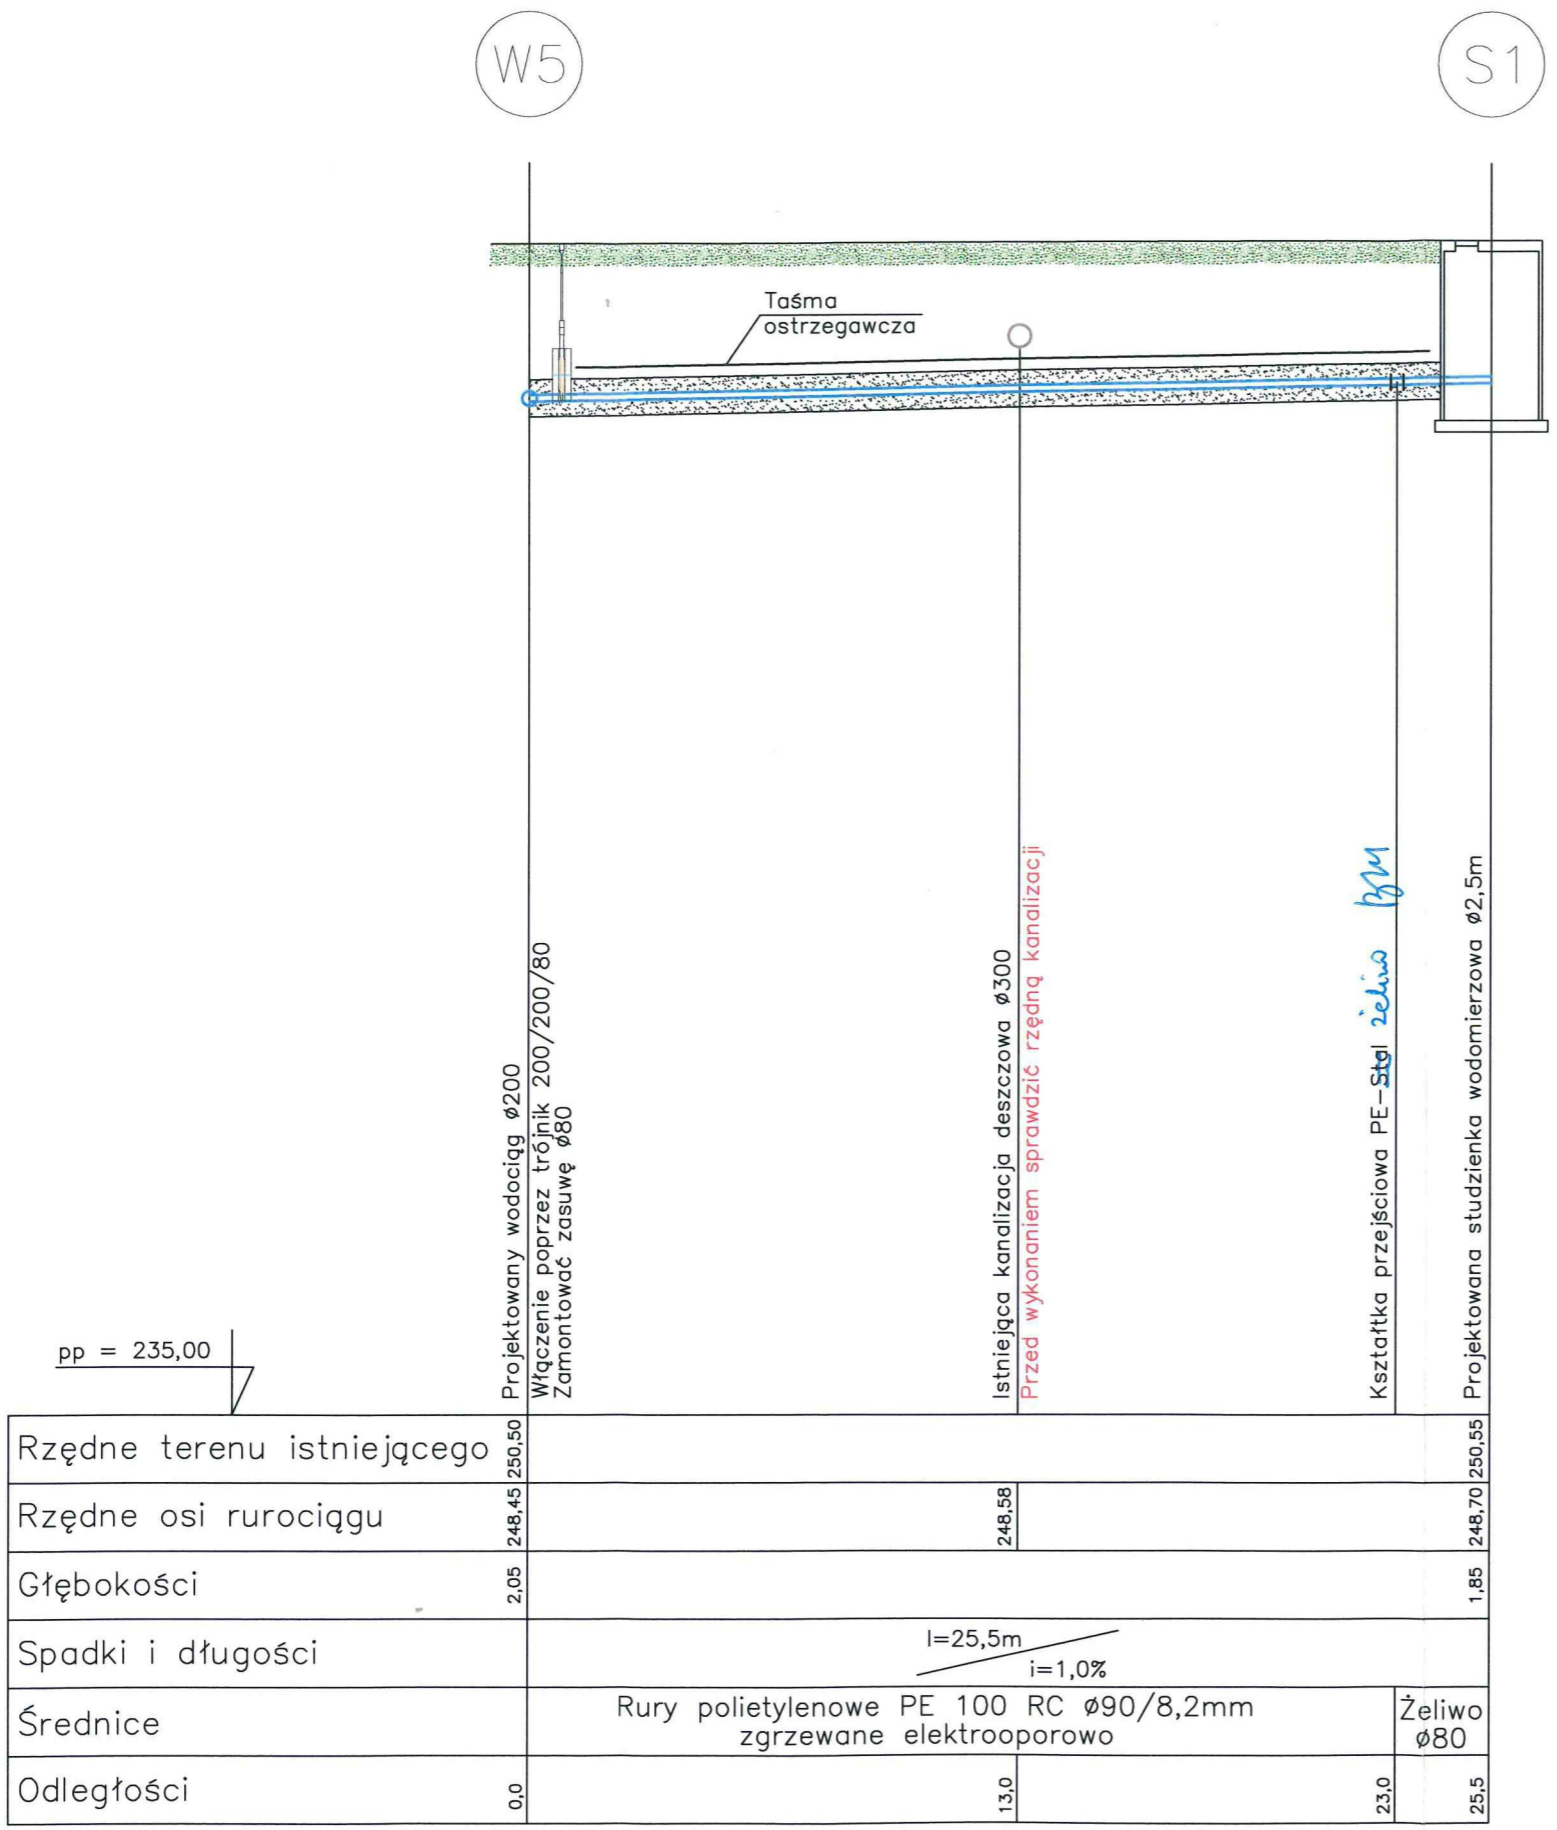 W5
S1
Taśma
ostrzegawcza
Projektowany wodociąg ø200
Włączenie poprzez trójnik 200/200/80
Zamontować zasuwę ø80
Istniejąca kanalizacja deszczowa ø300
Przed wykonaniem sprawdzić rzędną kanalizacji
Kształtka przejściowa PE-Stal żeliwo
Projektowana studzienka wodomierzowa ø2,5m
pp = 235,00
Rzędne terenu istniejącego 250,50 250,55
Rzędne osi rurociągu 248,45 248,58 248,70
Głębokości 2,05 1,85
Spadki i długości
l=25,5m
i=1,0%
Średnice
Rury polietylenowe PE 100 RC ø90/8,2mm
zgrzewane elektrooporowo
Żeliwo
ø80
Odległości 0,0 13,0 23,0 25,5